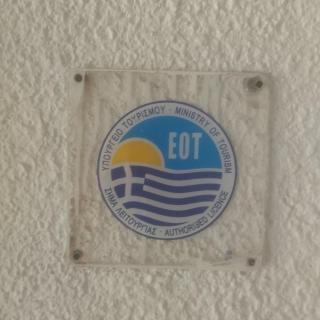 ΥΠΟΥΡΓΕΙΟ ΤΟΥΡΙΣΜΟΥ - MINISTRY OF TOURISM
ΕΟΤ
ΣΗΜΑ ΛΕΙΤΟΥΡΓΙΑΣ - AUTHORISED LICENCE